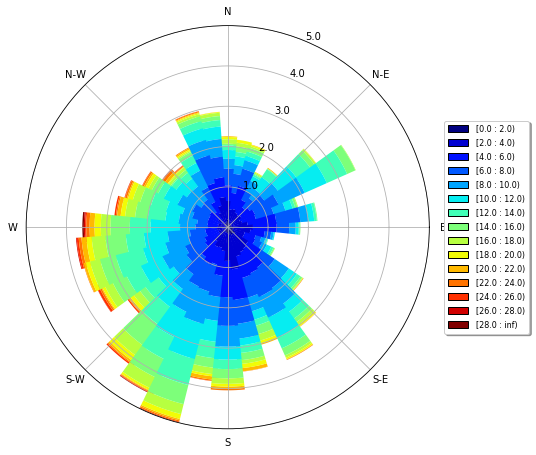 N
5.0
4.0
N-W
N-E
3.0
2.0
[0.0 : 2.0)
[2.0 : 4.0)
[4.0 : 6.0)
[6.0 : 8.0)
1.0
[8.0 : 10.0)
[10.0 : 12.0)
[12.0 : 14.0)
W
E
[14.0 : 16.0)
[16.0 : 18.0)
[18.0 : 20.0)
[20.0 : 22.0)
[22.0 : 24.0)
[24.0 : 26.0)
[26.0 : 28.0)
[28.0 : inf)
S-W
S-E
S